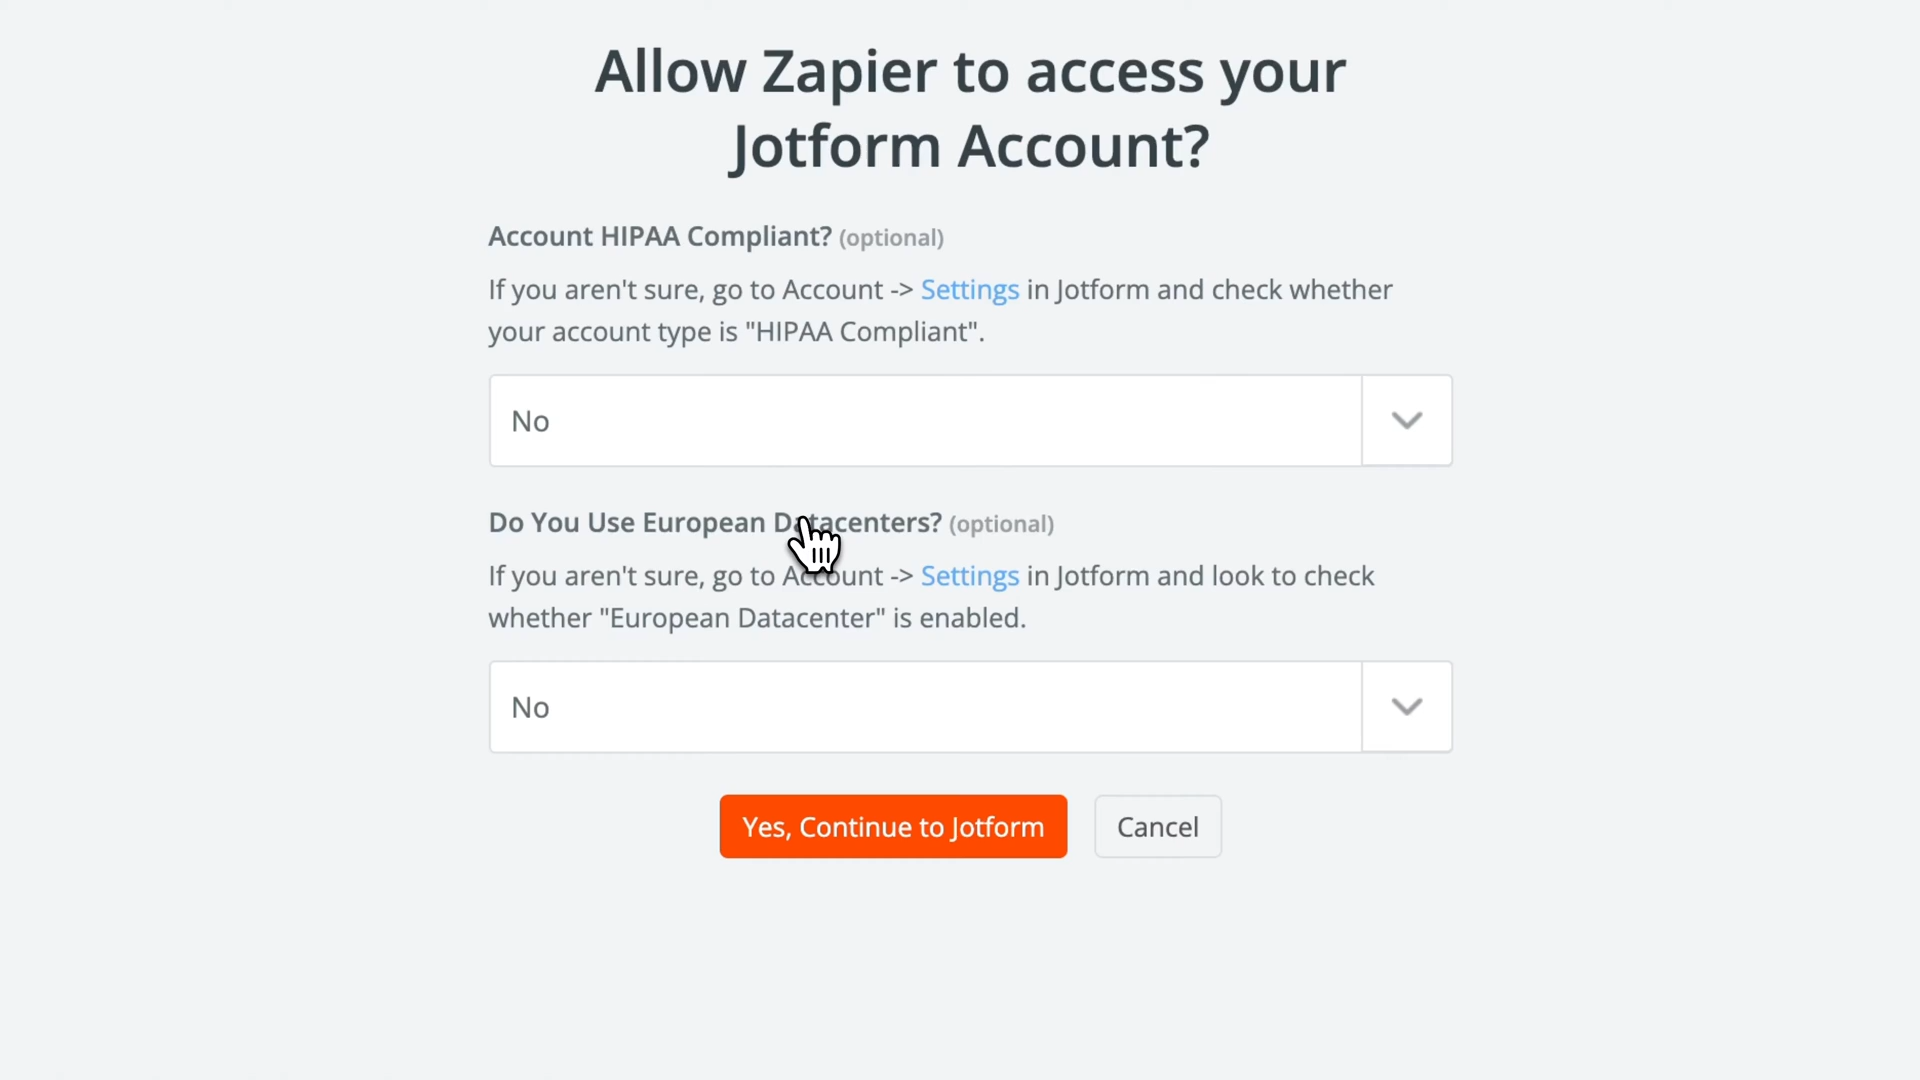 Allow Zapier to access your
Jotform Account?
Account HIPAA Compliant? (optional)
If you aren't sure, go to Account -> Settings in Jotform and check whether
your account type is "HIPAA Compliant".
No
Do You Use European Datacenters? (optional)
If you aren't sure, go to Account -> Settings in Jotform and look to check
whether "European Datacenter" is enabled.
No
Yes, Continue to Jotform
Cancel